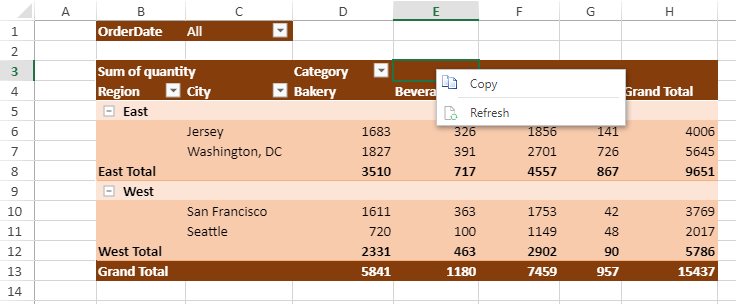 A B C D E F G H
1 OrderDate All
2
3 Sum of quantity Category
Copy
4 Region City Bakery Grand Total
Refresh
5 East
6 Jersey 1683 326 1856 141 4006
7 Washington, DC 1827 391 2701 726 5645
8 East Total 3510 717 4557 867 9651
9 West
10 San Francisco 1611 363 1753 42 3769
11 Seattle 720 100 1149 48 2017
12 West Total 2331 463 2902 90 5786
13 Grand Total 5841 1180 7459 957 15437
14